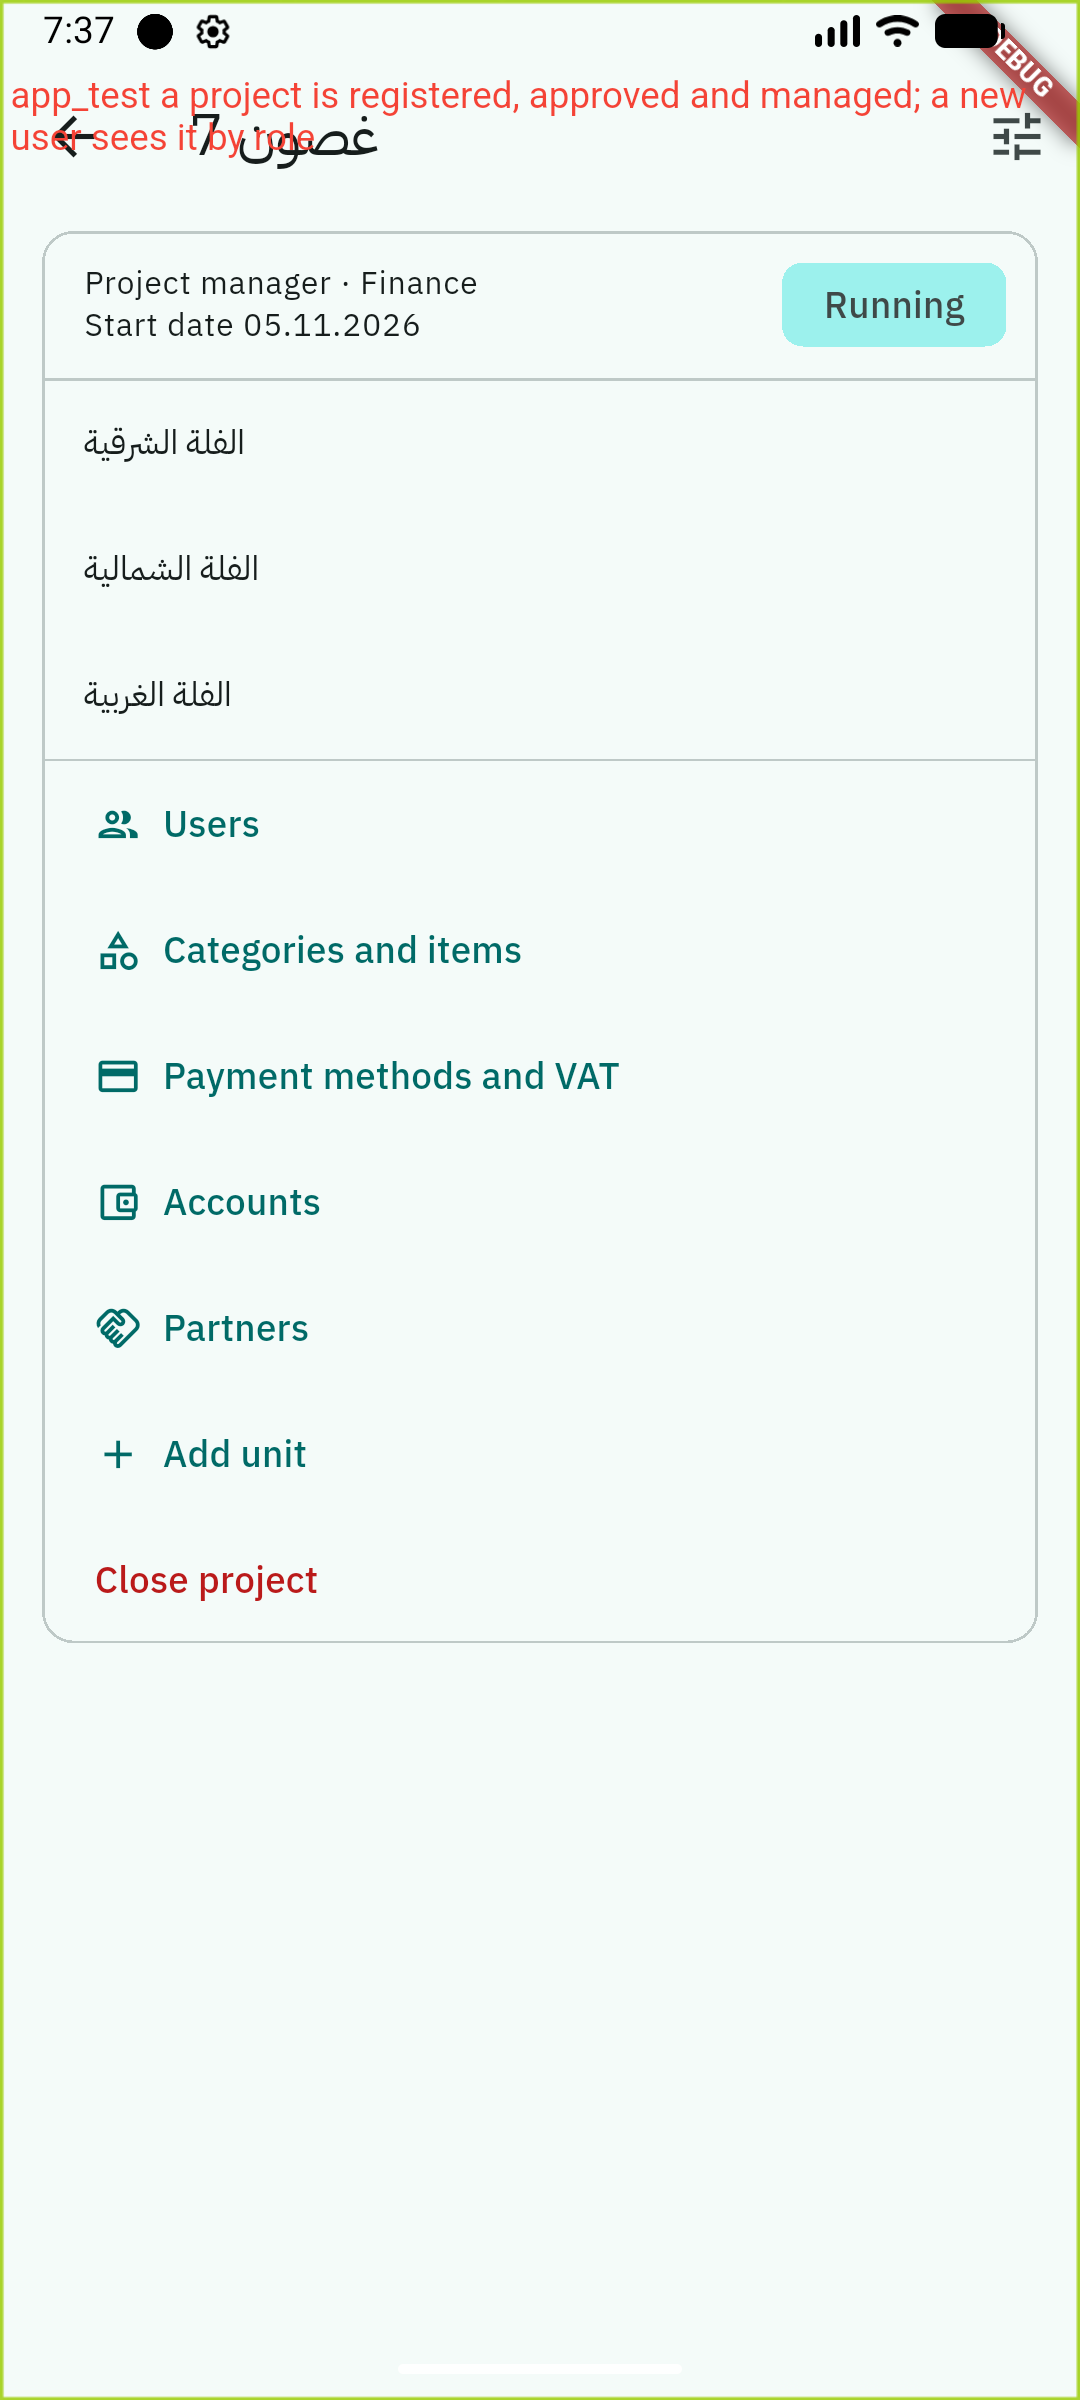 7:37
DEBUG
app_test a project is registered, approved and managed; a new
user sees it by role
غصون 7
Project manager · Finance
Start date 05.11.2026
Running
الفلة الشرقية
الفلة الشمالية
الفلة الغربية
Users
Categories and items
Payment methods and VAT
Accounts
Partners
Add unit
Close project